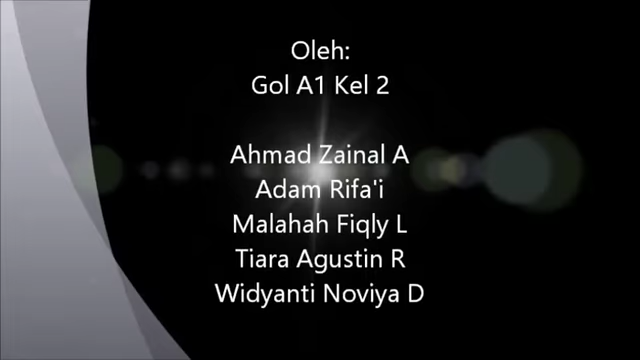 Oleh:
Gol A1 Kel 2
Ahmad Zainal A
Adam Rifa'i
Malahah Fiqly L
Tiara Agustin R
Widyanti Noviya D